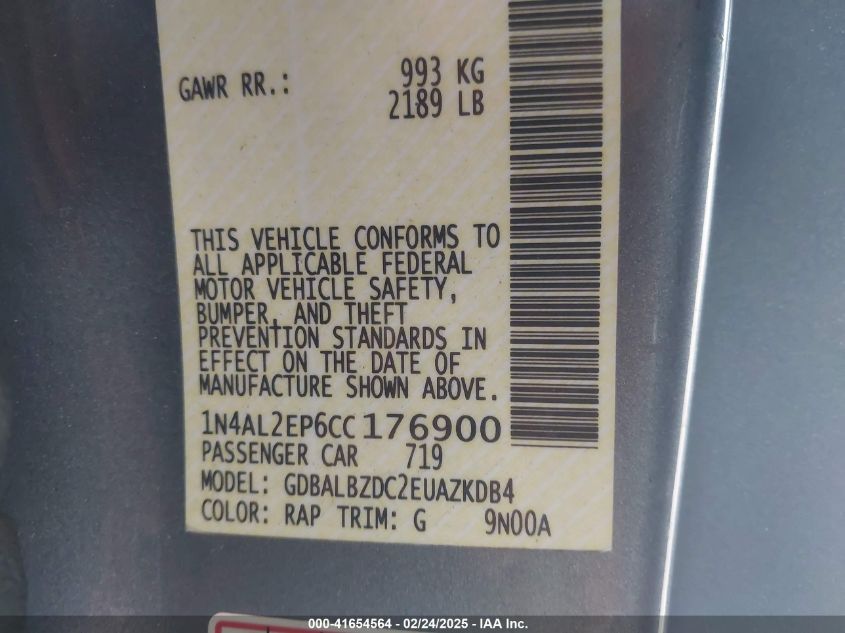 GAWR RR.: 993 KG
2189 LB
THIS VEHICLE CONFORMS TO
ALL APPLICABLE FEDERAL
MOTOR VEHICLE SAFETY,
BUMPER, AND THEFT
PREVENTION STANDARDS IN
EFFECT ON THE DATE OF
MANUFACTURE SHOWN ABOVE.
1N4AL2EP6CC176900
PASSENGER CAR 719
MODEL: GDBALBZDC2EUAZKDB4
COLOR: RAP TRIM: G 9N00A
000-41654564 - 02/24/2025 - IAA Inc.